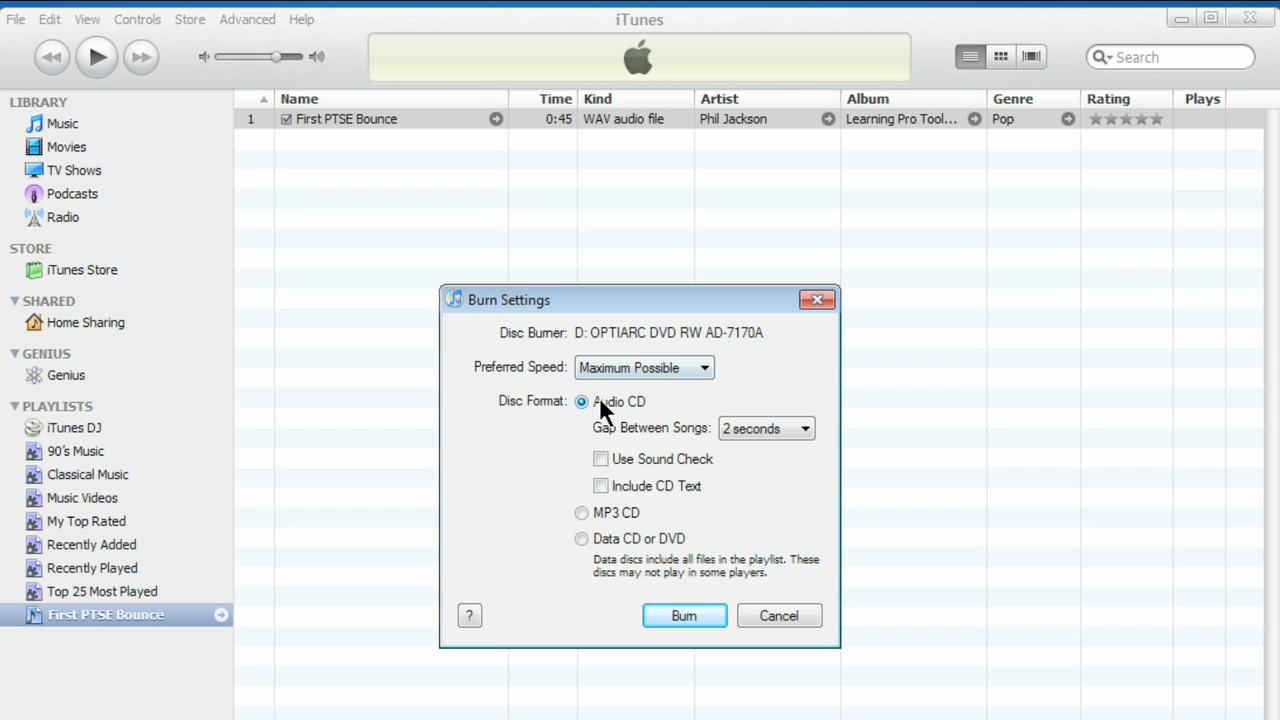 File Edit View Controls Store Advanced Help
iTunes
Search
LIBRARY
Music
Movies
TV Shows
Podcasts
Radio
STORE
iTunes Store
SHARED
Home Sharing
GENIUS
Genius
PLAYLISTS
iTunes DJ
90's Music
Classical Music
Music Videos
My Top Rated
Recently Added
Recently Played
Top 25 Most Played
First PTSE Bounce
Name Time Kind Artist Album Genre Rating Plays
1 First PTSE Bounce 0:45 WAV audio file Phil Jackson Learning Pro Tool... Pop
Burn Settings
Disc Burner: D: OPTIARC DVD RW AD-7170A
Preferred Speed: Maximum Possible
Disc Format: Audio CD
Gap Between Songs: 2 seconds
Use Sound Check
Include CD Text
MP3 CD
Data CD or DVD
Data discs include all files in the playlist. These
discs may not play in some players.
? Burn Cancel